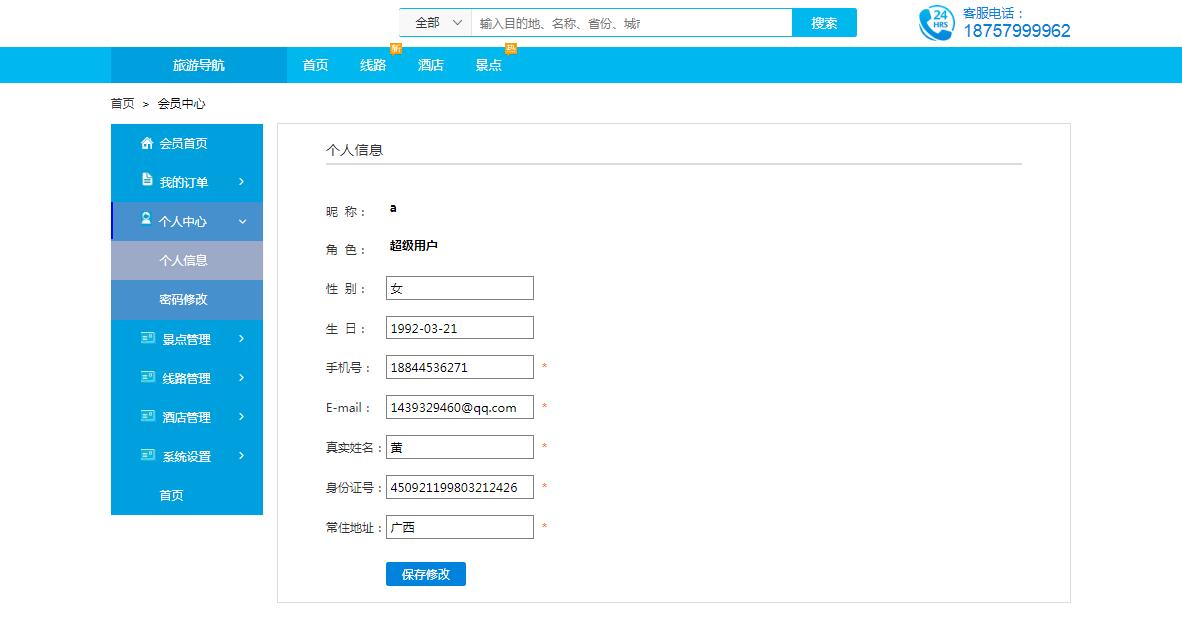 全部 输入目的地、名称、省份、城市 搜索
24 HRS 客服电话：
18757999962
旅游导航 首页 线路 新 酒店 景点 热
首页 > 会员中心
会员首页
我的订单
个人中心
个人信息
密码修改
景点管理
线路管理
酒店管理
系统设置
首页
个人信息
昵 称： a
角 色： 超级用户
性 别： 女
生 日： 1992-03-21
手机号： 18844536271 *
E-mail： 1439329460@qq.com *
真实姓名： 黄 *
身份证号： 450921199803212426 *
常住地址： 广西 *
保存修改